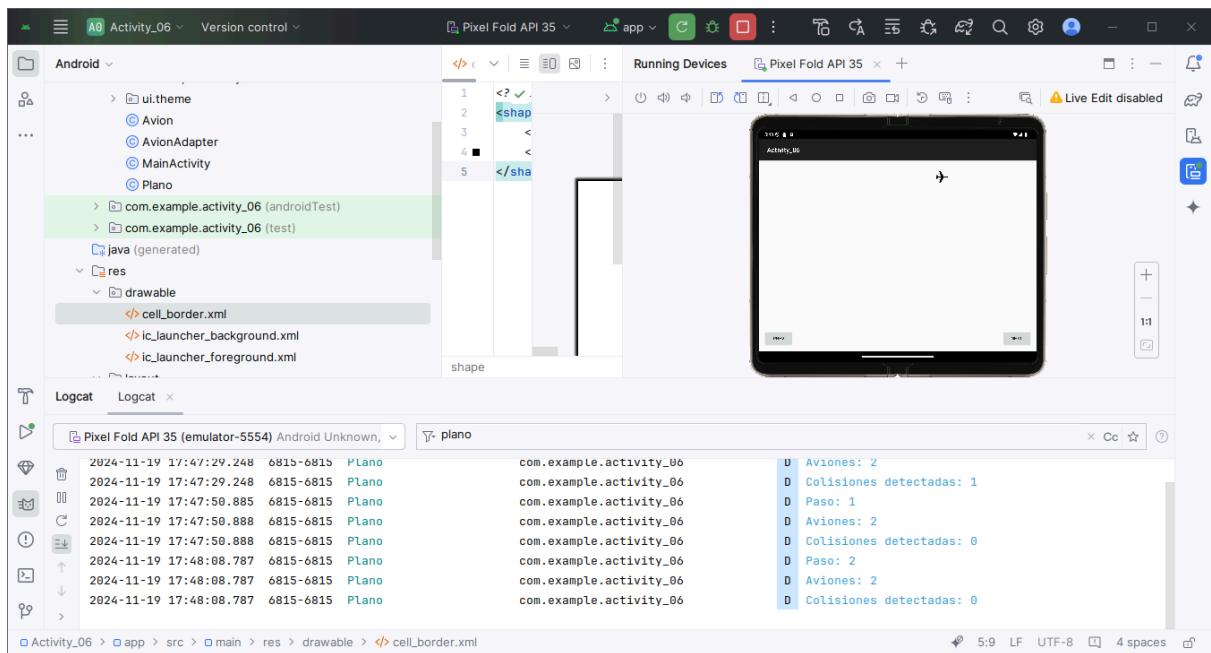 A0 Activity_06 Version control Pixel Fold API 35 app
Android
Running Devices Pixel Fold API 35
ui.theme
Avion
AvionAdapter
MainActivity
Plano
com.example.activity_06 (androidTest)
com.example.activity_06 (test)
java (generated)
res
drawable
cell_border.xml
ic_launcher_background.xml
ic_launcher_foreground.xml
1 <?
2 <shap
3 <
4 <
5 </sha
shape
Live Edit disabled
Activity_06
1:1
Logcat Logcat
Pixel Fold API 35 (emulator-5554) Android Unknown,
plano
Cc
2024-11-19 17:47:29.248 6815-6815 Plano com.example.activity_06 D Aviones: 2
2024-11-19 17:47:29.248 6815-6815 Plano com.example.activity_06 D Colisiones detectadas: 1
2024-11-19 17:47:50.885 6815-6815 Plano com.example.activity_06 D Paso: 1
2024-11-19 17:47:50.888 6815-6815 Plano com.example.activity_06 D Aviones: 2
2024-11-19 17:47:50.888 6815-6815 Plano com.example.activity_06 D Colisiones detectadas: 0
2024-11-19 17:48:08.787 6815-6815 Plano com.example.activity_06 D Paso: 2
2024-11-19 17:48:08.787 6815-6815 Plano com.example.activity_06 D Aviones: 2
2024-11-19 17:48:08.787 6815-6815 Plano com.example.activity_06 D Colisiones detectadas: 0
Activity_06 > app > src > main > res > drawable > cell_border.xml 5:9 LF UTF-8 4 spaces